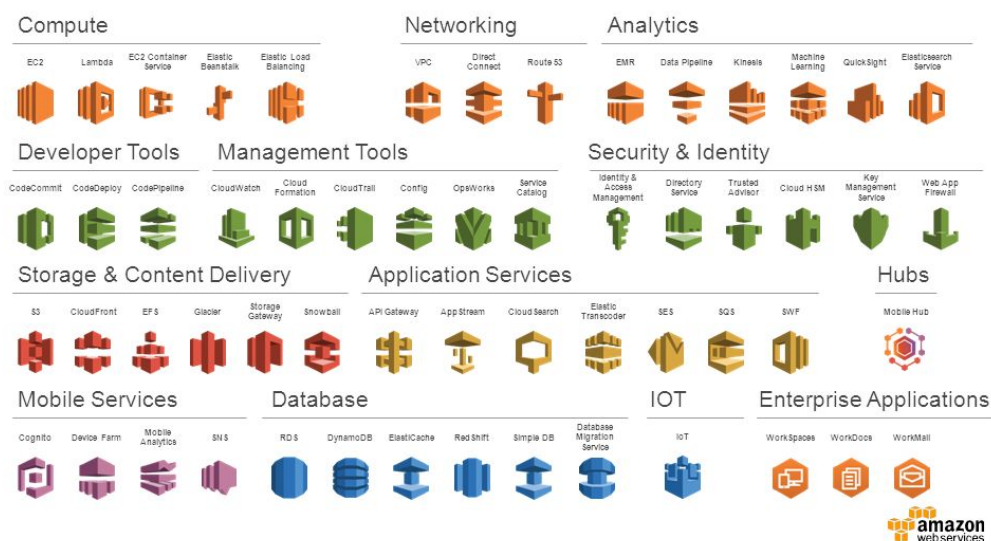 Compute
EC2
Lambda
EC2 Container
Service
Elastic
Beanstalk
Elastic Load
Balancing
Networking
VPC
Direct
Connect
Route 53
Analytics
EMR
Data Pipeline
Kinesis
Machine
Learning
QuickSight
Elasticsearch
Service
Developer Tools
CodeCommit
CodeDeploy
CodePipeline
Management Tools
CloudWatch
Cloud
Formation
CloudTrail
Config
OpsWorks
Service
Catalog
Security & Identity
Identity &
Access
Management
Directory
Service
Trusted
Advisor
Cloud HSM
Key
Management
Service
Web App
Firewall
Storage & Content Delivery
S3
CloudFront
EFS
Glacier
Storage
Gateway
Snowball
Application Services
API Gateway
AppStream
CloudSearch
Elastic
Transcoder
SES
SQS
SWF
Hubs
Mobile Hub
Mobile Services
Cognito
Device Farm
Mobile
Analytics
SNS
Database
RDS
DynamoDB
ElastiCache
RedShift
Simple DB
Database
Migration
Service
IOT
IoT
Enterprise Applications
WorkSpaces
WorkDocs
WorkMail
amazon
webservices